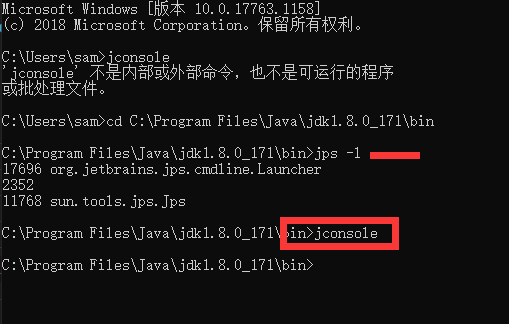 Microsoft Windows [版本 10.0.17763.1158]
(c) 2018 Microsoft Corporation。保留所有权利。
C:\Users\sam>jconsole
'jconsole' 不是内部或外部命令，也不是可运行的程序
或批处理文件。
C:\Users\sam>cd C:\Program Files\Java\jdk1.8.0_171\bin
C:\Program Files\Java\jdk1.8.0_171\bin>jps -l
17696 org.jetbrains.jps.cmdline.Launcher
2352
11768 sun.tools.jps.Jps
C:\Program Files\Java\jdk1.8.0_171\bin>jconsole
C:\Program Files\Java\jdk1.8.0_171\bin>